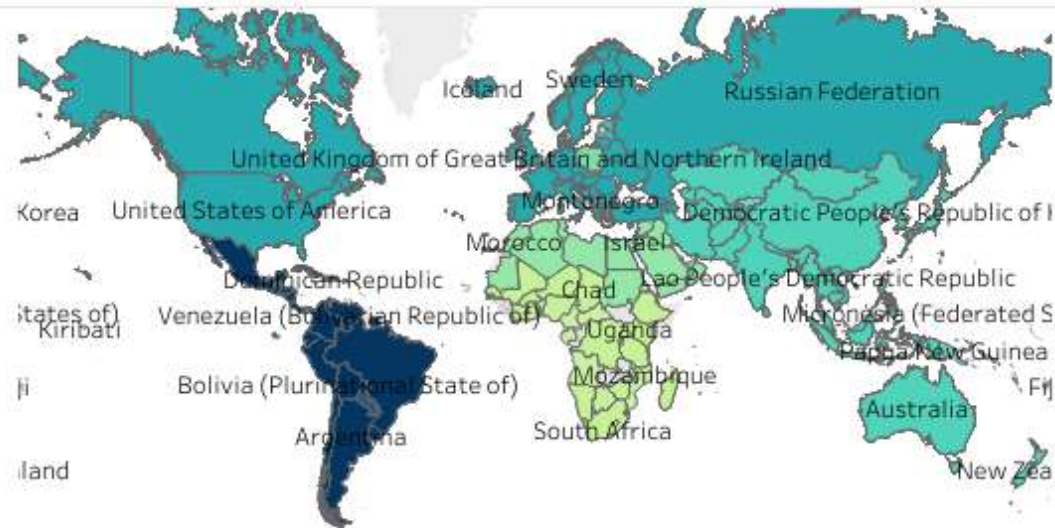 Iceland
Sweden
Russian Federation
United Kingdom of Great Britain and Northern Ireland
Montenegro
Korea
United States of America
Democratic People's Republic of
Morocco
Israel
Dominican Republic
Chad
Lao People's Democratic Republic
States of)
Kiribati
Venezuela (Bolivarian Republic of)
Uganda
Micronesia (Federated S
Papua New Guinea
Mozambique
Bolivia (Plurinational State of)
Fij
Australia
Argentina
South Africa
land
New Zea